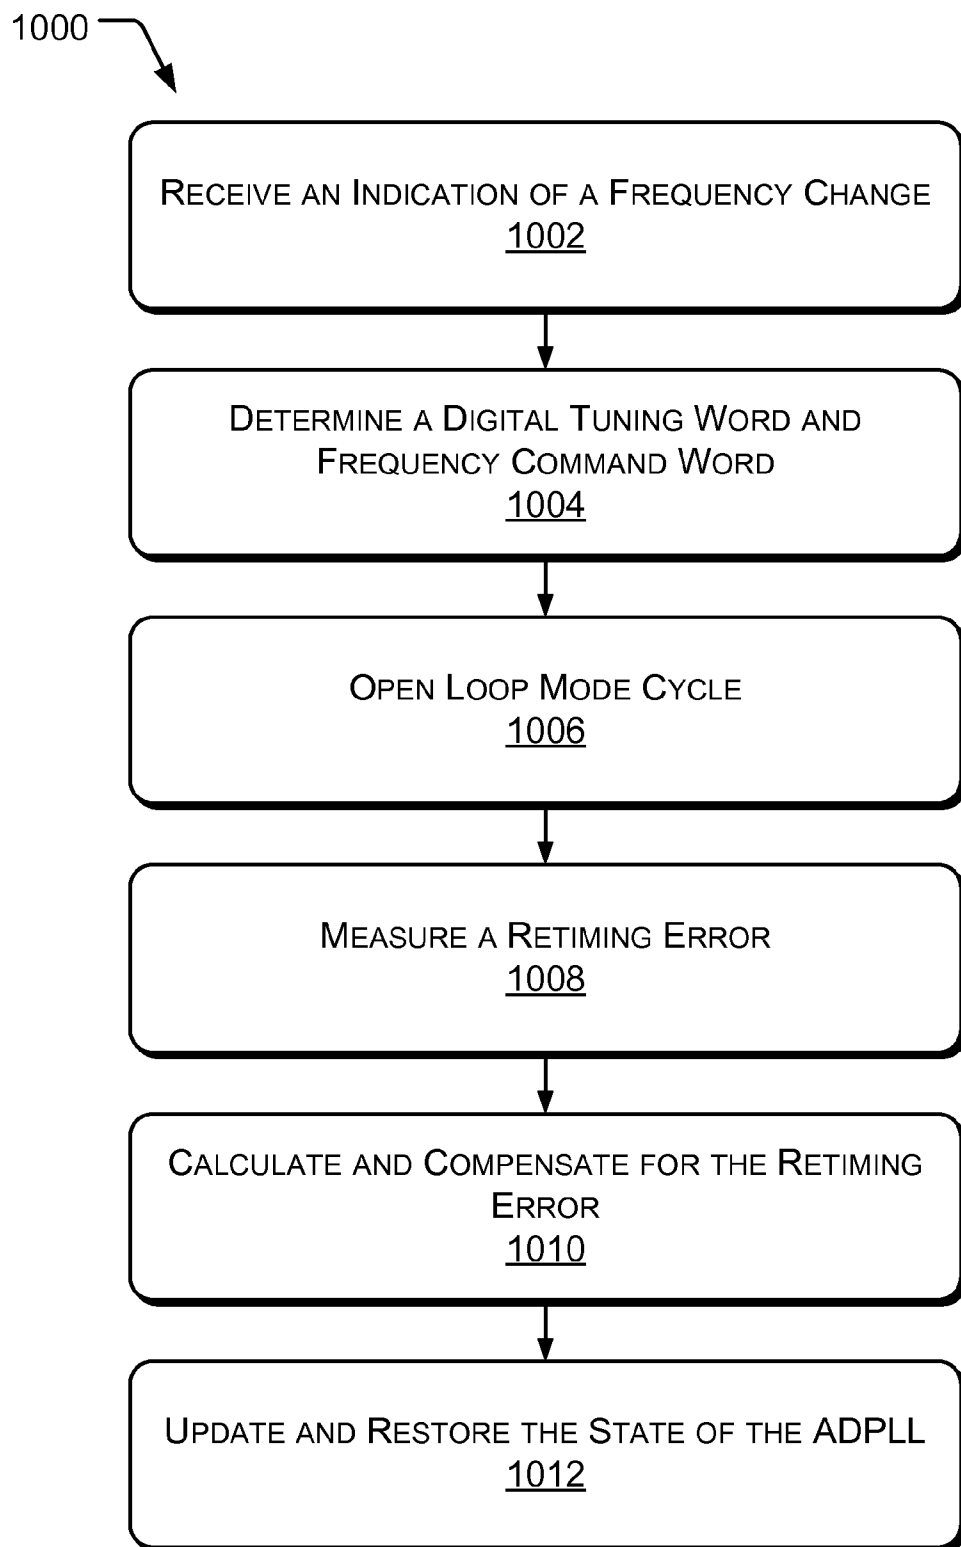 1000
RECEIVE AN INDICATION OF A FREQUENCY CHANGE
1002
DETERMINE A DIGITAL TUNING WORD AND
FREQUENCY COMMAND WORD
1004
OPEN LOOP MODE CYCLE
1006
MEASURE A RETIMING ERROR
1008
CALCULATE AND COMPENSATE FOR THE RETIMING
ERROR
1010
UPDATE AND RESTORE THE STATE OF THE ADPLL
1012